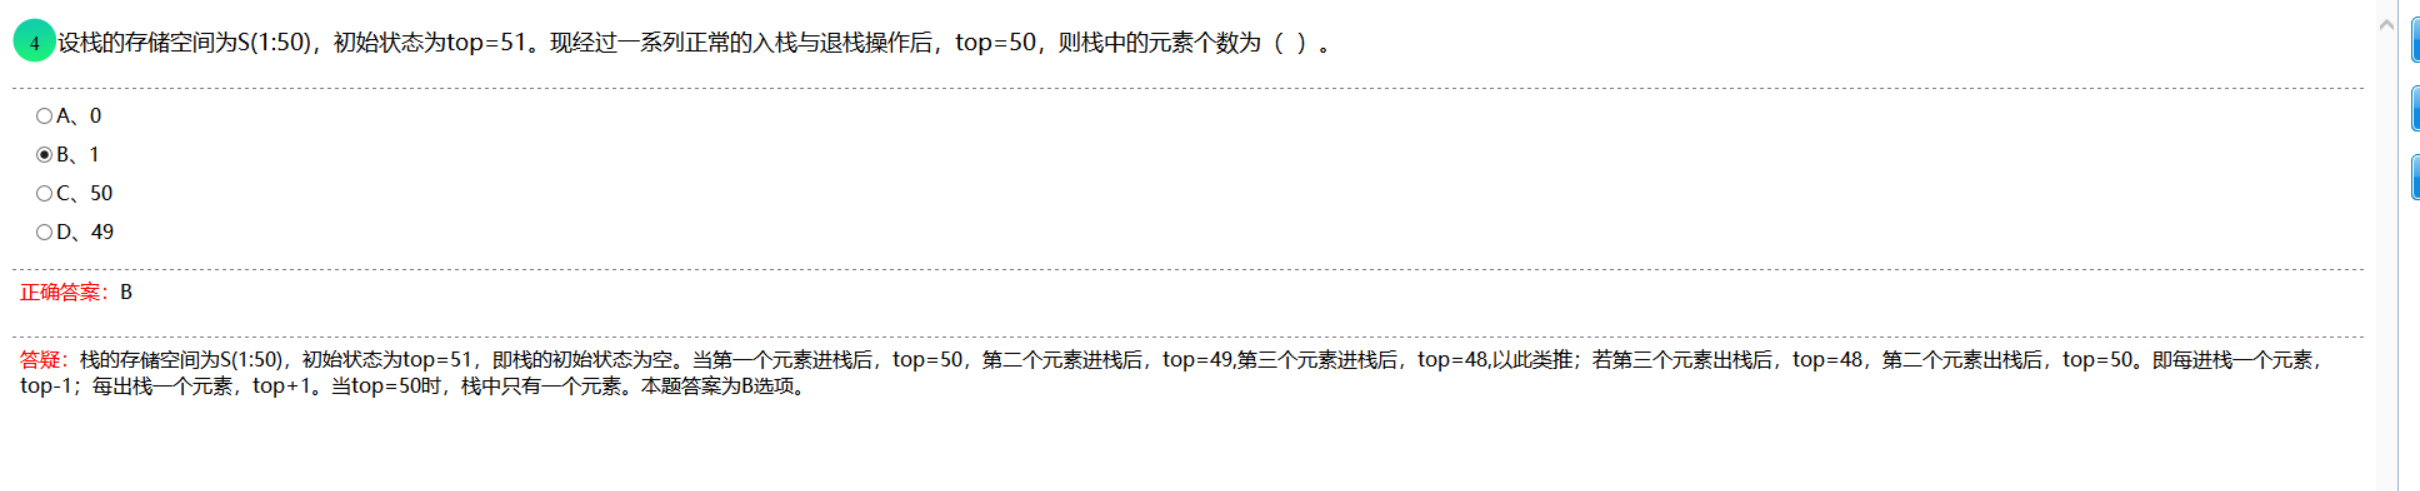 4 设栈的存储空间为S(1:50)，初始状态为top=51。现经过一系列正常的入栈与退栈操作后，top=50，则栈中的元素个数为（ ）。
A、0
B、1
C、50
D、49
正确答案：B
答疑：栈的存储空间为S(1:50)，初始状态为top=51，即栈的初始状态为空。当第一个元素进栈后，top=50，第二个元素进栈后，top=49,第三个元素进栈后，top=48,以此类推；若第三个元素出栈后，top=48，第二个元素出栈后，top=50。即每进栈一个元素，
top-1；每出栈一个元素，top+1。当top=50时，栈中只有一个元素。本题答案为B选项。